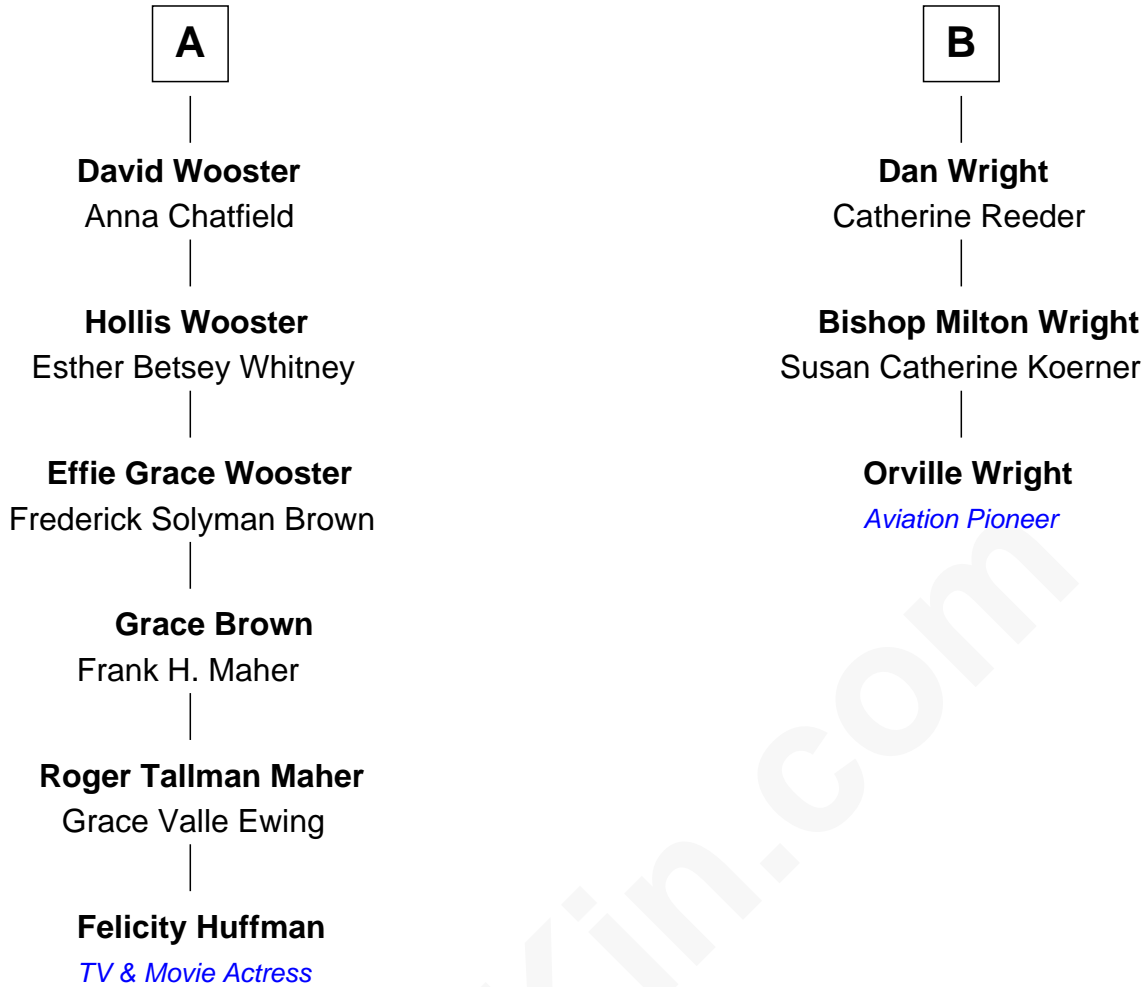 A
David Wooster
Anna Chatfield
Hollis Wooster
Esther Betsey Whitney
Effie Grace Wooster
Frederick Solyman Brown
Grace Brown
Frank H. Maher
Roger Tallman Maher
Grace Valle Ewing
Felicity Huffman
TV & Movie Actress
B
Dan Wright
Catherine Reeder
Bishop Milton Wright
Susan Catherine Koerner
Orville Wright
Aviation Pioneer
Kin.com